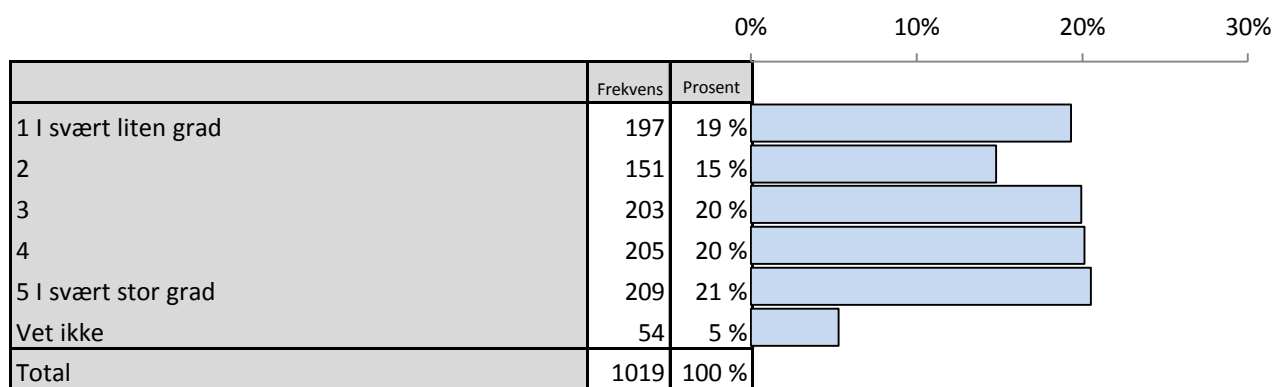 0% 10% 20% 30%
Frekvens Prosent
1 I svært liten grad 197 19 %
2 151 15 %
3 203 20 %
4 205 20 %
5 I svært stor grad 209 21 %
Vet ikke 54 5 %
Total 1019 100 %